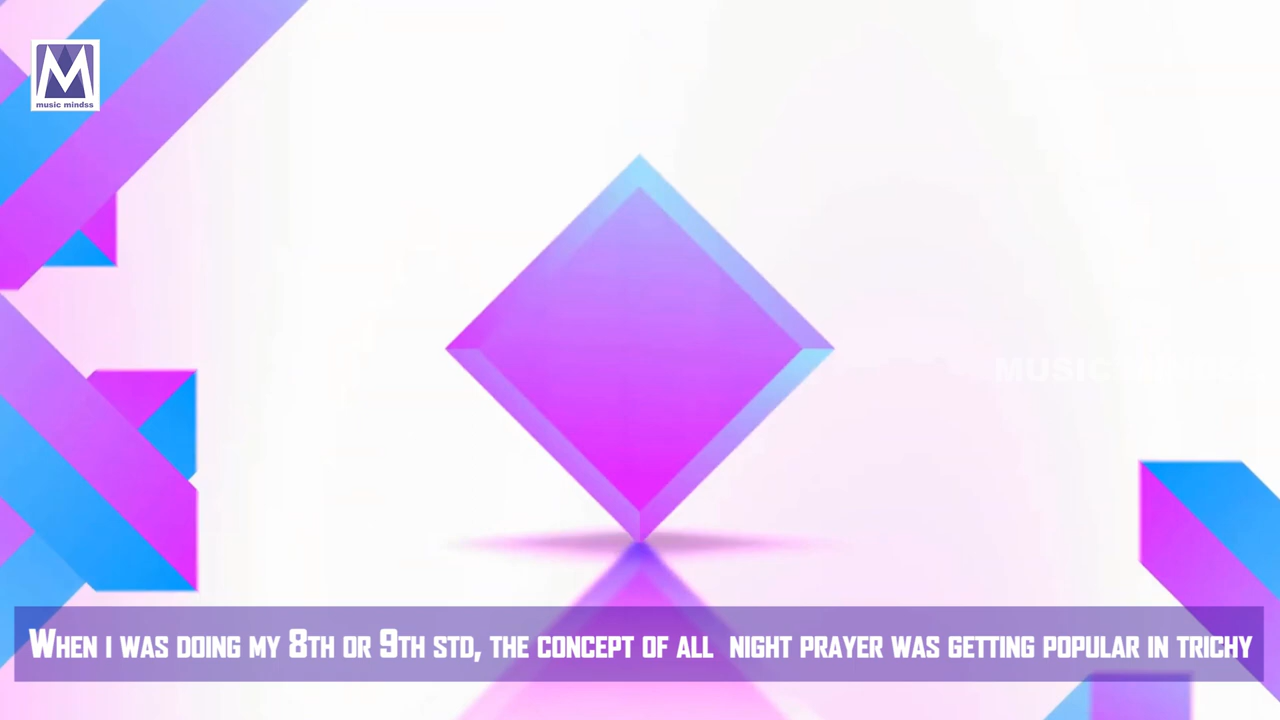 M
music mindss
MUSIC
When i was doing my 8th or 9th std, the concept of all  night prayer was getting popular in trichy